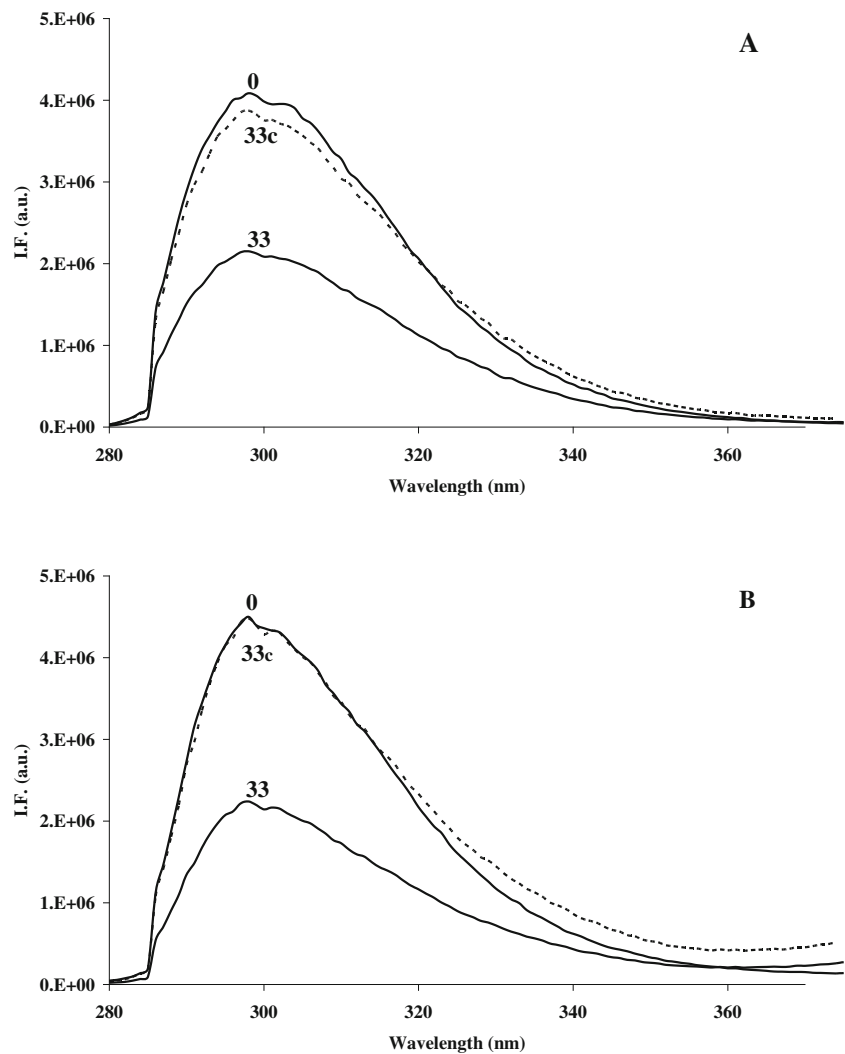 A
5.E+06
4.E+06
3.E+06
2.E+06
1.E+06
0.E+00
I.F. (a.u.)
0
33c
33
280 300 320 340 360
Wavelength (nm)
B
5.E+06
4.E+06
3.E+06
2.E+06
1.E+06
0.E+00
I.F. (a.u.)
0
33c
33
280 300 320 340 360
Wavelength (nm)